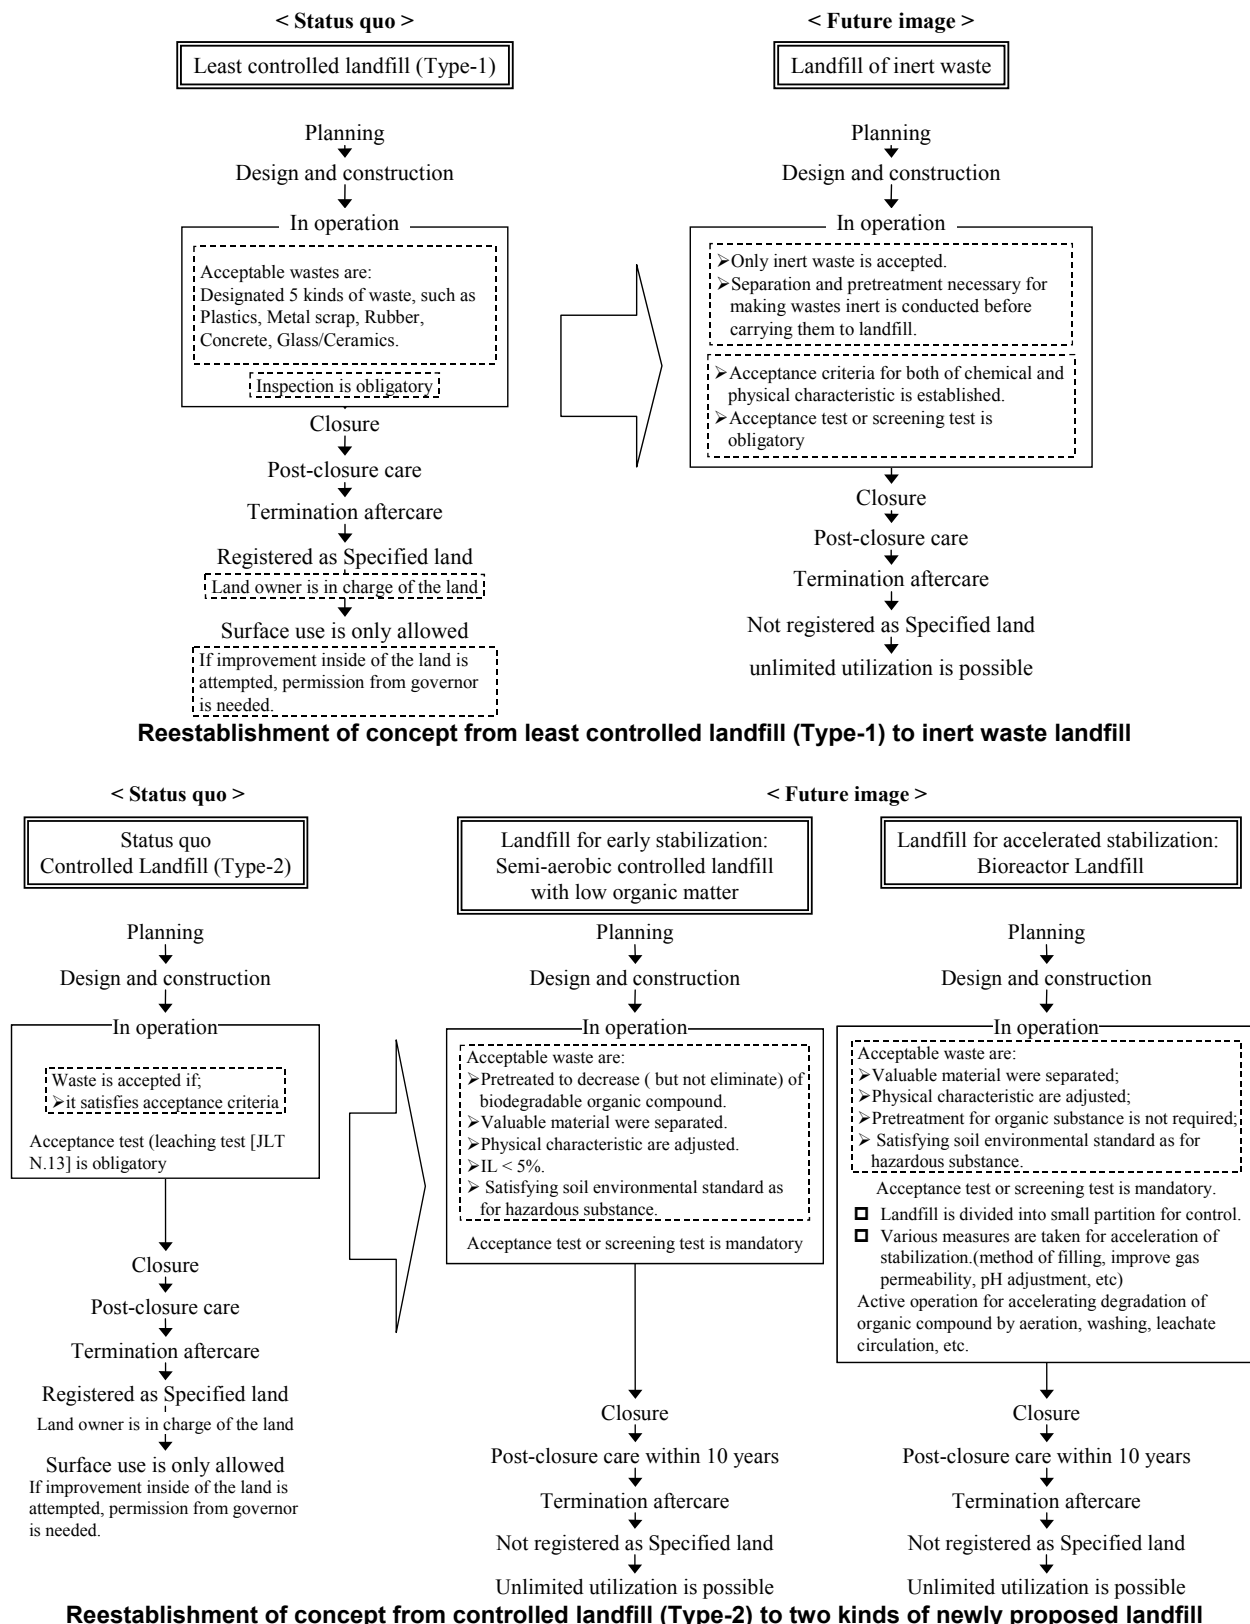 < Status quo >
Least controlled landfill (Type-1)
Planning
Design and construction
In operation
Acceptable wastes are:
Designated 5 kinds of waste, such as
Plastics, Metal scrap, Rubber,
Concrete, Glass/Ceramics.
Inspection is obligatory
Closure
Post-closure care
Termination aftercare
Registered as Specified land
Land owner is in charge of the land
Surface use is only allowed
If improvement inside of the land is
attempted, permission from governor
is needed.
< Future image >
Landfill of inert waste
Planning
Design and construction
In operation
➢Only inert waste is accepted.
➢Separation and pretreatment necessary for
making wastes inert is conducted before
carrying them to landfill.
➢Acceptance criteria for both of chemical and
physical characteristic is established.
➢Acceptance test or screening test is
obligatory
Closure
Post-closure care
Termination aftercare
Not registered as Specified land
unlimited utilization is possible
Reestablishment of concept from least controlled landfill (Type-1) to inert waste landfill
< Status quo >
Status quo
Controlled Landfill (Type-2)
Planning
Design and construction
In operation
Waste is accepted if;
➢it satisfies acceptance criteria
Acceptance test (leaching test [JLT
N.13] is obligatory
Closure
Post-closure care
Termination aftercare
Registered as Specified land
Land owner is in charge of the land
Surface use is only allowed
If improvement inside of the land is
attempted, permission from governor
is needed.
< Future image >
Landfill for early stabilization:
Semi-aerobic controlled landfill
with low organic matter
Planning
Design and construction
In operation
Acceptable waste are:
➢Pretreated to decrease ( but not eliminate) of
biodegradable organic compound.
➢Valuable material were separated.
➢Physical characteristic are adjusted.
➢IL < 5%.
➢ Satisfying soil environmental standard as
for hazardous substance.
Acceptance test or screening test is mandatory
Closure
Post-closure care within 10 years
Termination aftercare
Not registered as Specified land
Unlimited utilization is possible
Landfill for accelerated stabilization:
Bioreactor Landfill
Planning
Design and construction
In operation
Acceptable waste are:
➢Valuable material were separated;
➢Physical characteristic are adjusted;
➢Pretreatment for organic substance is not required;
➢ Satisfying soil environmental standard as for
hazardous substance.
Acceptance test or screening test is mandatory.
❑ Landfill is divided into small partition for control.
❑ Various measures are taken for acceleration of
stabilization.(method of filling, improve gas
permeability, pH adjustment, etc)
Active operation for accelerating degradation of
organic compound by aeration, washing, leachate
circulation, etc.
Closure
Post-closure care within 10 years
Termination aftercare
Not registered as Specified land
Unlimited utilization is possible
Reestablishment of concept from controlled landfill (Type-2) to two kinds of newly proposed landfill